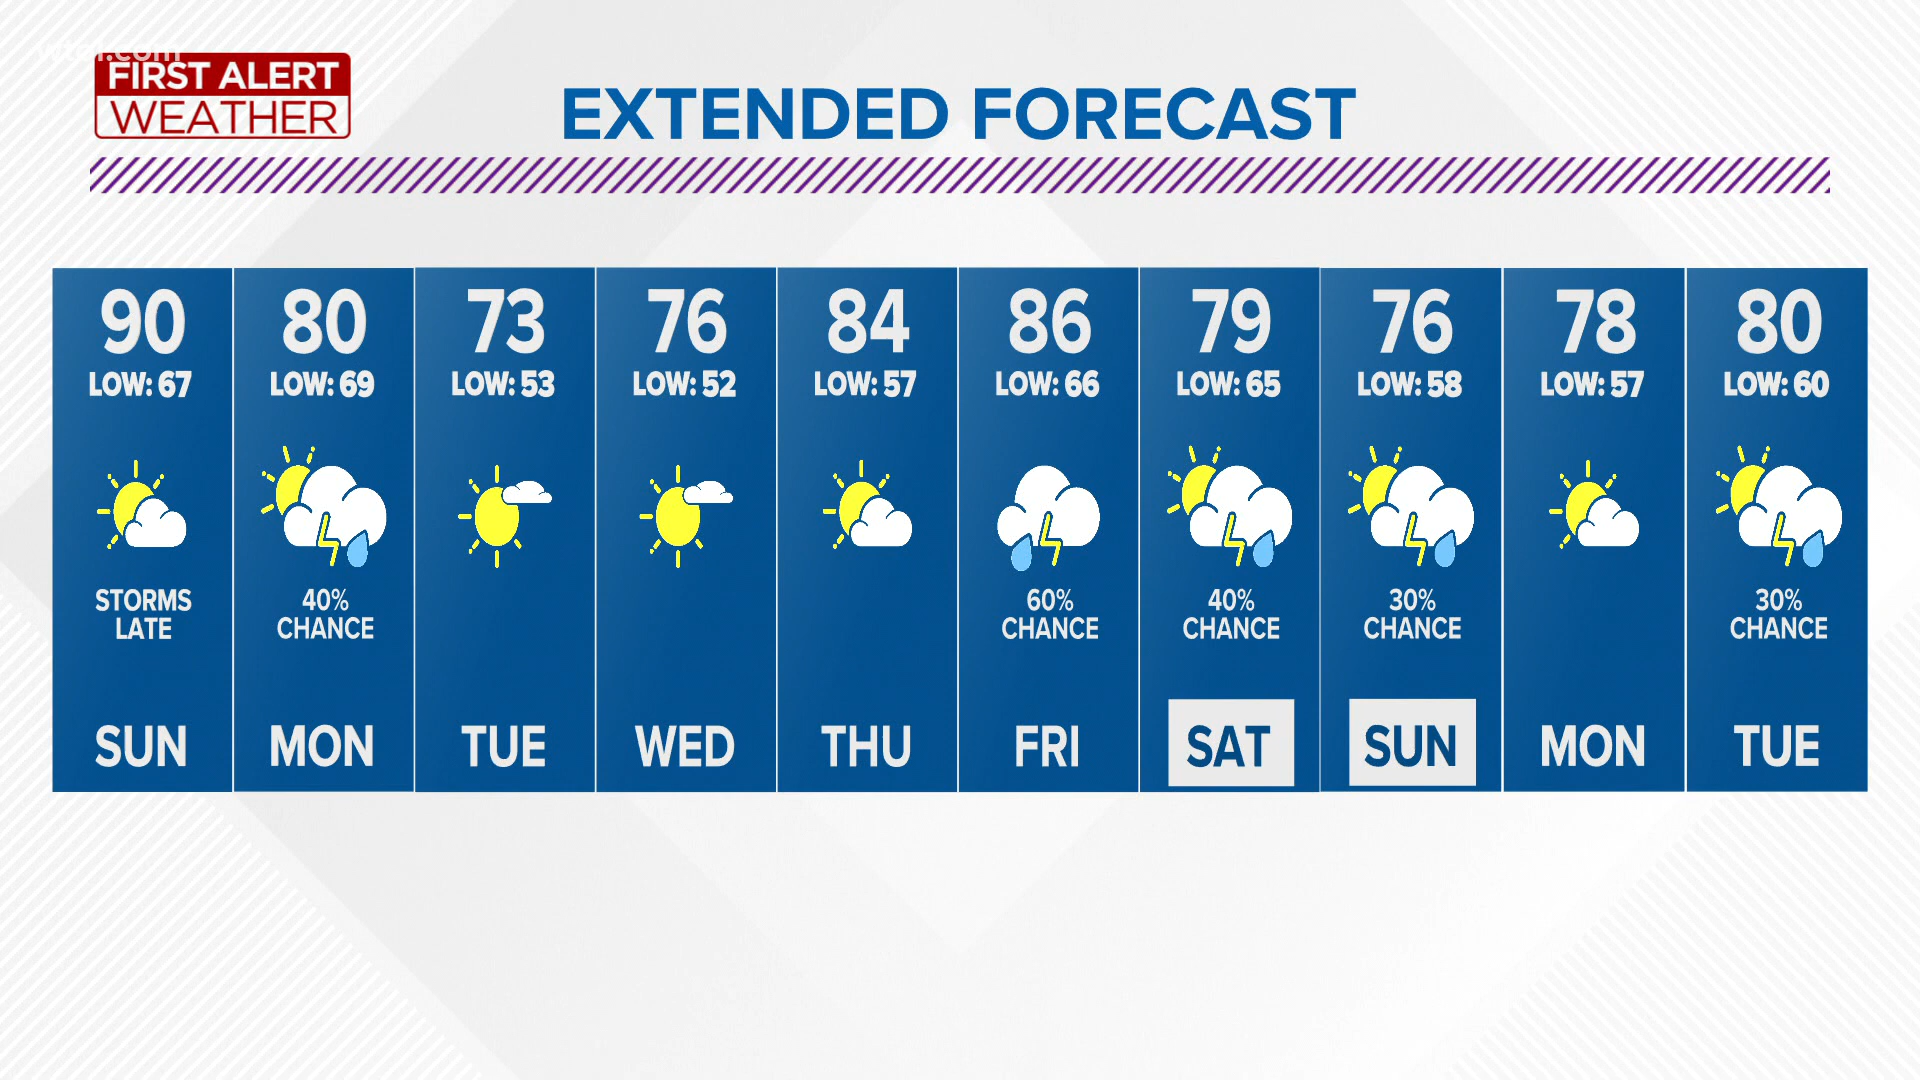 FIRST ALERT
WEATHER
EXTENDED FORECAST
90
LOW: 67
STORMS
LATE
SUN
80
LOW: 69
40%
CHANCE
MON
73
LOW: 53
TUE
76
LOW: 52
WED
84
LOW: 57
THU
86
LOW: 66
60%
CHANCE
FRI
79
LOW: 65
40%
CHANCE
SAT
76
LOW: 58
30%
CHANCE
SUN
78
LOW: 57
MON
80
LOW: 60
30%
CHANCE
TUE